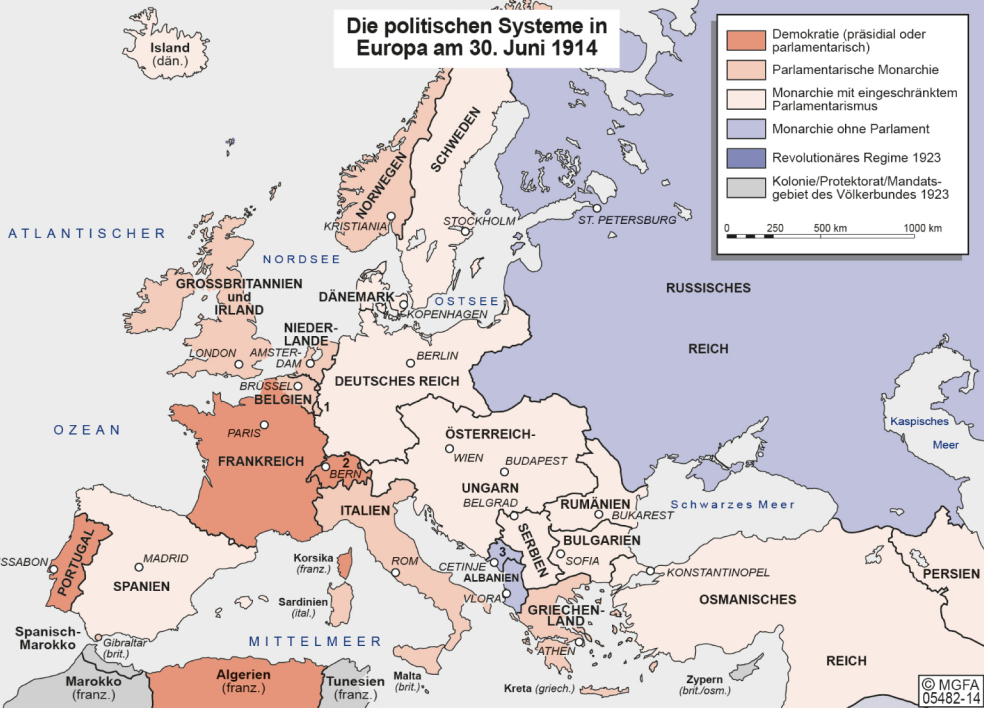 Die politischen Systeme in
Europa am 30. Juni 1914
Demokratie (präsidial oder
parlamentarisch)
Parlamentarische Monarchie
Monarchie mit eingeschränktem
Parlamentarismus
Monarchie ohne Parlament
Revolutionäres Regime 1923
Kolonie/Protektorat/Mandats-
gebiet des Völkerbundes 1923
0 250 500 km 1000 km
Island
(dän.)
SCHWEDEN
NORWEGEN
KRISTIANIA
STOCKHOLM
ST. PETERSBURG
ATLANTISCHER
NORDSEE
GROSSBRITANNIEN
und
IRLAND
DÄNEMARK
OSTSEE
KOPENHAGEN
RUSSISCHES
REICH
NIEDER-
LANDE
LONDON
AMSTER-
DAM
BERLIN
BRÜSSEL
BELGIEN
DEUTSCHES REICH
1
OZEAN
PARIS
FRANKREICH
2
BERN
ÖSTERREICH-
WIEN
BUDAPEST
UNGARN
BELGRAD
Kaspisches
Meer
ITALIEN
RUMÄNIEN
BUKAREST
Schwarzes Meer
SERBIEN
BULGARIEN
SOFIA
3
CETINJE
ALBANIEN
VLORA
SSABON
PORTUGAL
MADRID
SPANIEN
Korsika
(franz.)
ROM
Sardinien
(ital.)
KONSTANTINOPEL
OSMANISCHES
REICH
PERSIEN
GRIECHEN-
LAND
ATHEN
Spanisch-
Marokko
Gibraltar
(brit.)
MITTELMEER
Marokko
(franz.)
Algerien
(franz.)
Tunesien
(franz.)
Malta
(brit.)
Kreta (griech.)
Zypern
(brit./osm.)
© MGFA
05482-14